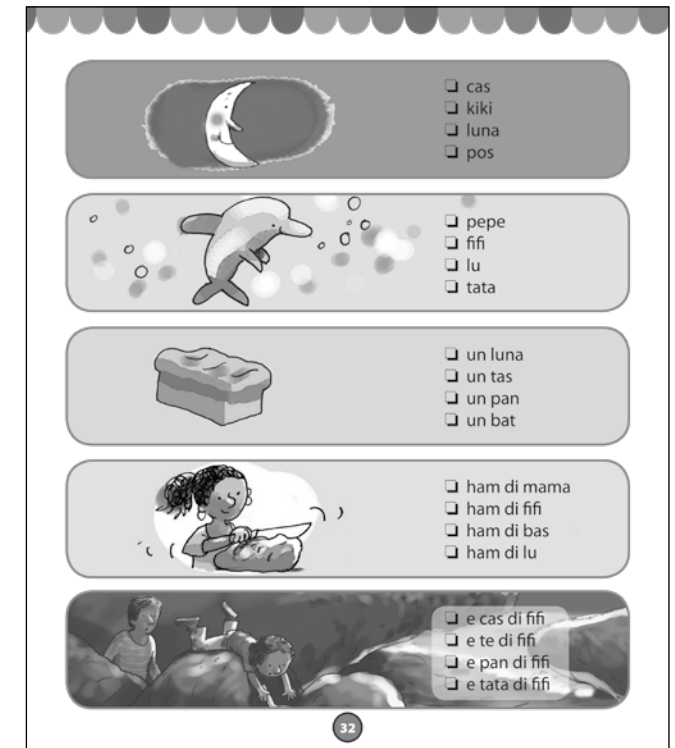 cas
kiki
luna
pos
pepe
fifi
lu
tata
un luna
un tas
un pan
un bat
ham di mama
ham di fifi
ham di bas
ham di lu
e cas di fifi
e te di fifi
e pan di fifi
e tata di fifi
32